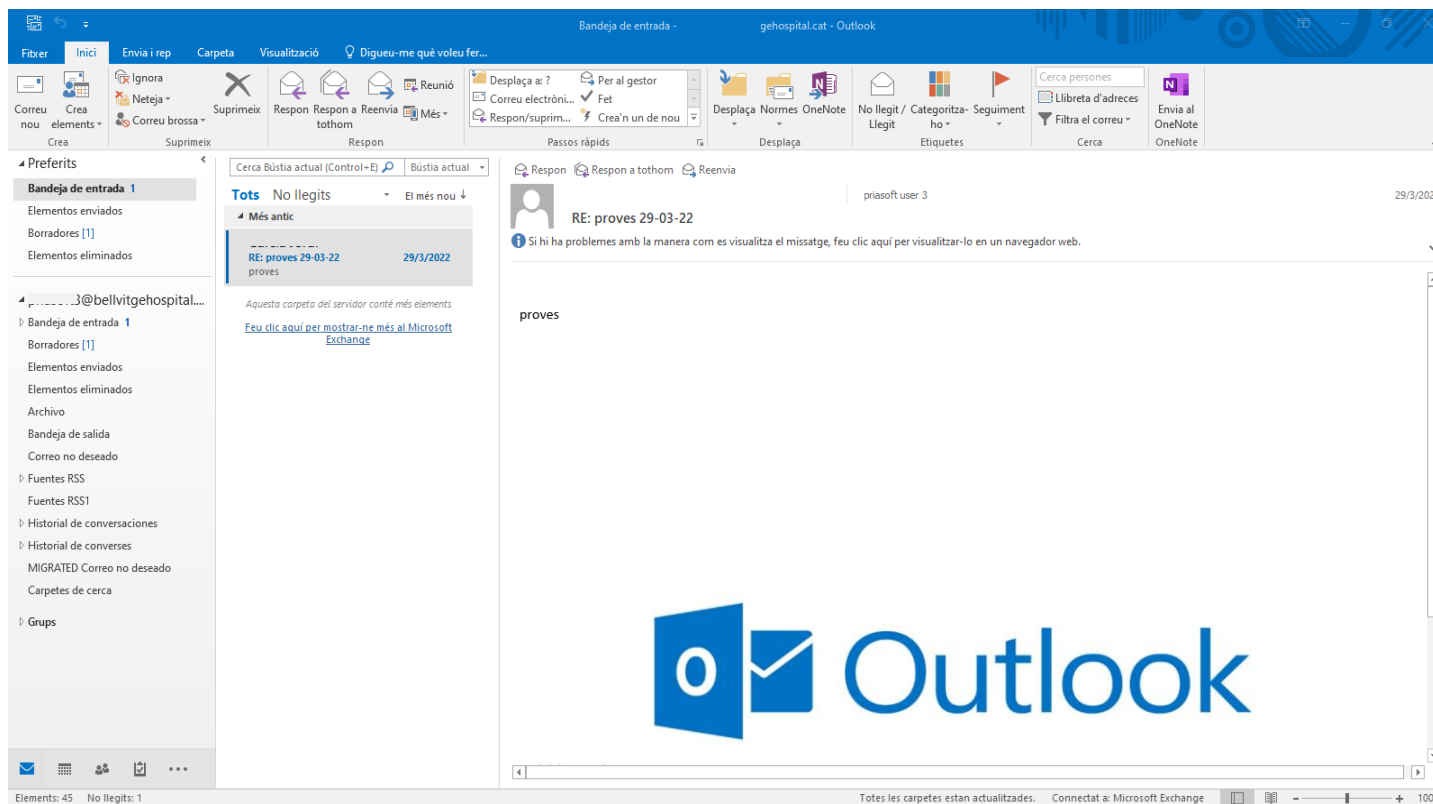 Bandeja de entrada - gehospital.cat - Outlook
Fitxer Inici Envia i rep Carpeta Visualització Digueu-me què voleu fer...
Correu nou
Crea elements
Crea
Ignora
Neteja
Correu brossa
Suprimeix
Suprimeix
Respon
Respon a tothom
Reenvia
Reunió
Més
Respon
Desplaça a: ?
Correu electròni...
Respon/suprim...
Per al gestor
Fet
Crea'n un de nou
Passos ràpids
Desplaça
Normes
OneNote
Desplaça
No llegit / Llegit
Categoritza-ho
Seguiment
Etiquetes
Cerca persones
Llibreta d'adreces
Filtra el correu
Cerca
Envia al OneNote
OneNote
Preferits
Bandeja de entrada 1
Elementos enviados
Borradores [1]
Elementos eliminados
3@bellvitgehospital....
Bandeja de entrada 1
Borradores [1]
Elementos enviados
Elementos eliminados
Archivo
Bandeja de salida
Correo no deseado
Fuentes RSS
Fuentes RSS1
Historial de conversaciones
Historial de converses
MIGRATED Correo no deseado
Carpetes de cerca
Grups
Cerca Bústia actual (Control+E) Bústia actual
Tots No llegits El més nou ↓
Més antic
RE: proves 29-03-22 29/3/2022
proves
Aquesta carpeta del servidor conté més elements
Feu clic aquí per mostrar-ne més al Microsoft
Exchange
Respon Respon a tothom Reenvia
priasoft user 3 29/3/202
RE: proves 29-03-22
Si hi ha problemes amb la manera com es visualitza el missatge, feu clic aquí per visualitzar-lo en un navegador web.
proves
Outlook
Elements: 45 No llegits: 1 Totes les carpetes estan actualitzades. Connectat a: Microsoft Exchange 100